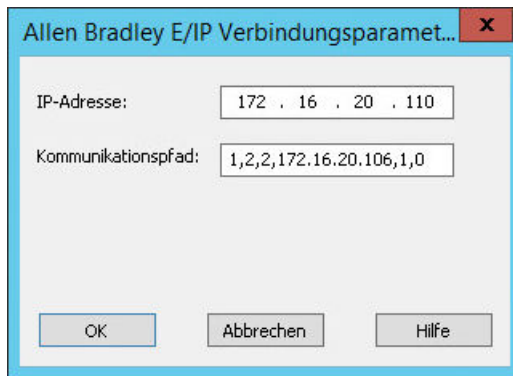 Allen Bradley E/IP Verbindungsparamet... x
IP-Adresse: 172 . 16 . 20 . 110
Kommunikationspfad: 1,2,2,172.16.20.106,1,0
OK Abbrechen Hilfe